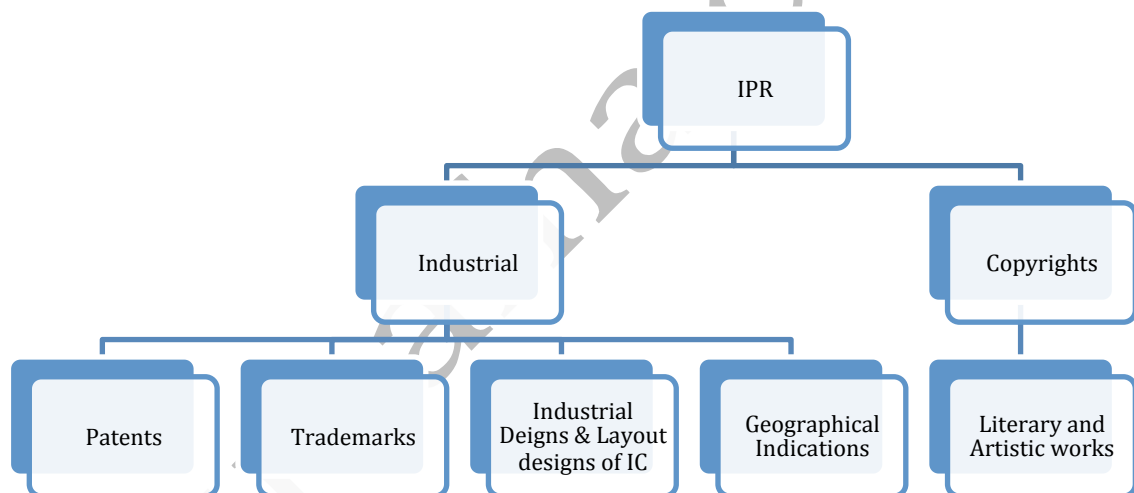 IPR
Industrial
Copyrights
Patents
Trademarks
Industrial
Deigns & Layout
designs of IC
Geographical
Indications
Literary and
Artistic works